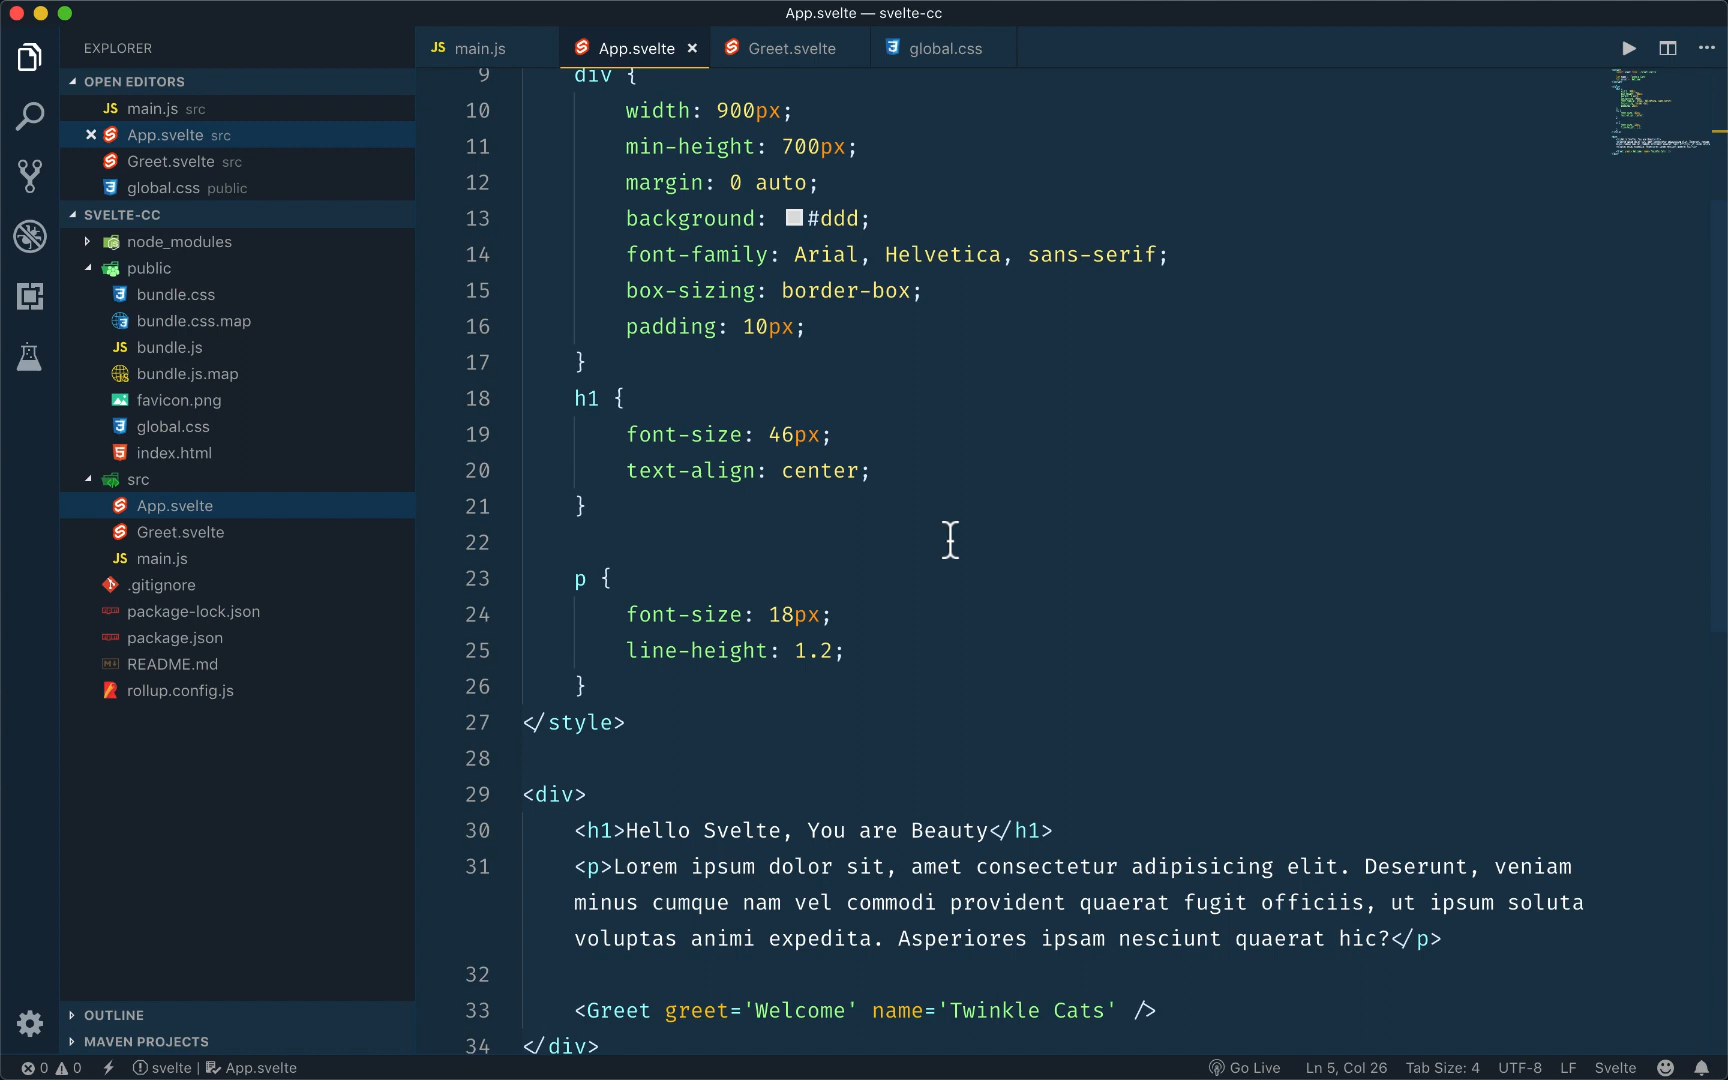 App.svelte — svelte-cc
EXPLORER
OPEN EDITORS
JS main.js src
App.svelte src
Greet.svelte src
global.css public
SVELTE-CC
node_modules
public
bundle.css
bundle.css.map
JS bundle.js
bundle.js.map
favicon.png
global.css
index.html
src
App.svelte
Greet.svelte
JS main.js
.gitignore
package-lock.json
package.json
README.md
rollup.config.js
OUTLINE
MAVEN PROJECTS
JS main.js
App.svelte
Greet.svelte
global.css
9 div {
10 width: 900px;
11 min-height: 700px;
12 margin: 0 auto;
13 background: #ddd;
14 font-family: Arial, Helvetica, sans-serif;
15 box-sizing: border-box;
16 padding: 10px;
17 }
18 h1 {
19 font-size: 46px;
20 text-align: center;
21 }
22
23 p {
24 font-size: 18px;
25 line-height: 1.2;
26 }
27 </style>
28
29 <div>
30 <h1>Hello Svelte, You are Beauty</h1>
31 <p>Lorem ipsum dolor sit, amet consectetur adipisicing elit. Deserunt, veniam
minus cumque nam vel commodi provident quaerat fugit officiis, ut ipsum soluta
voluptas animi expedita. Asperiores ipsam nesciunt quaerat hic?</p>
32
33 <Greet greet='Welcome' name='Twinkle Cats' />
34 </div>
0 0 svelte | App.svelte
Go Live Ln 5, Col 26 Tab Size: 4 UTF-8 LF Svelte